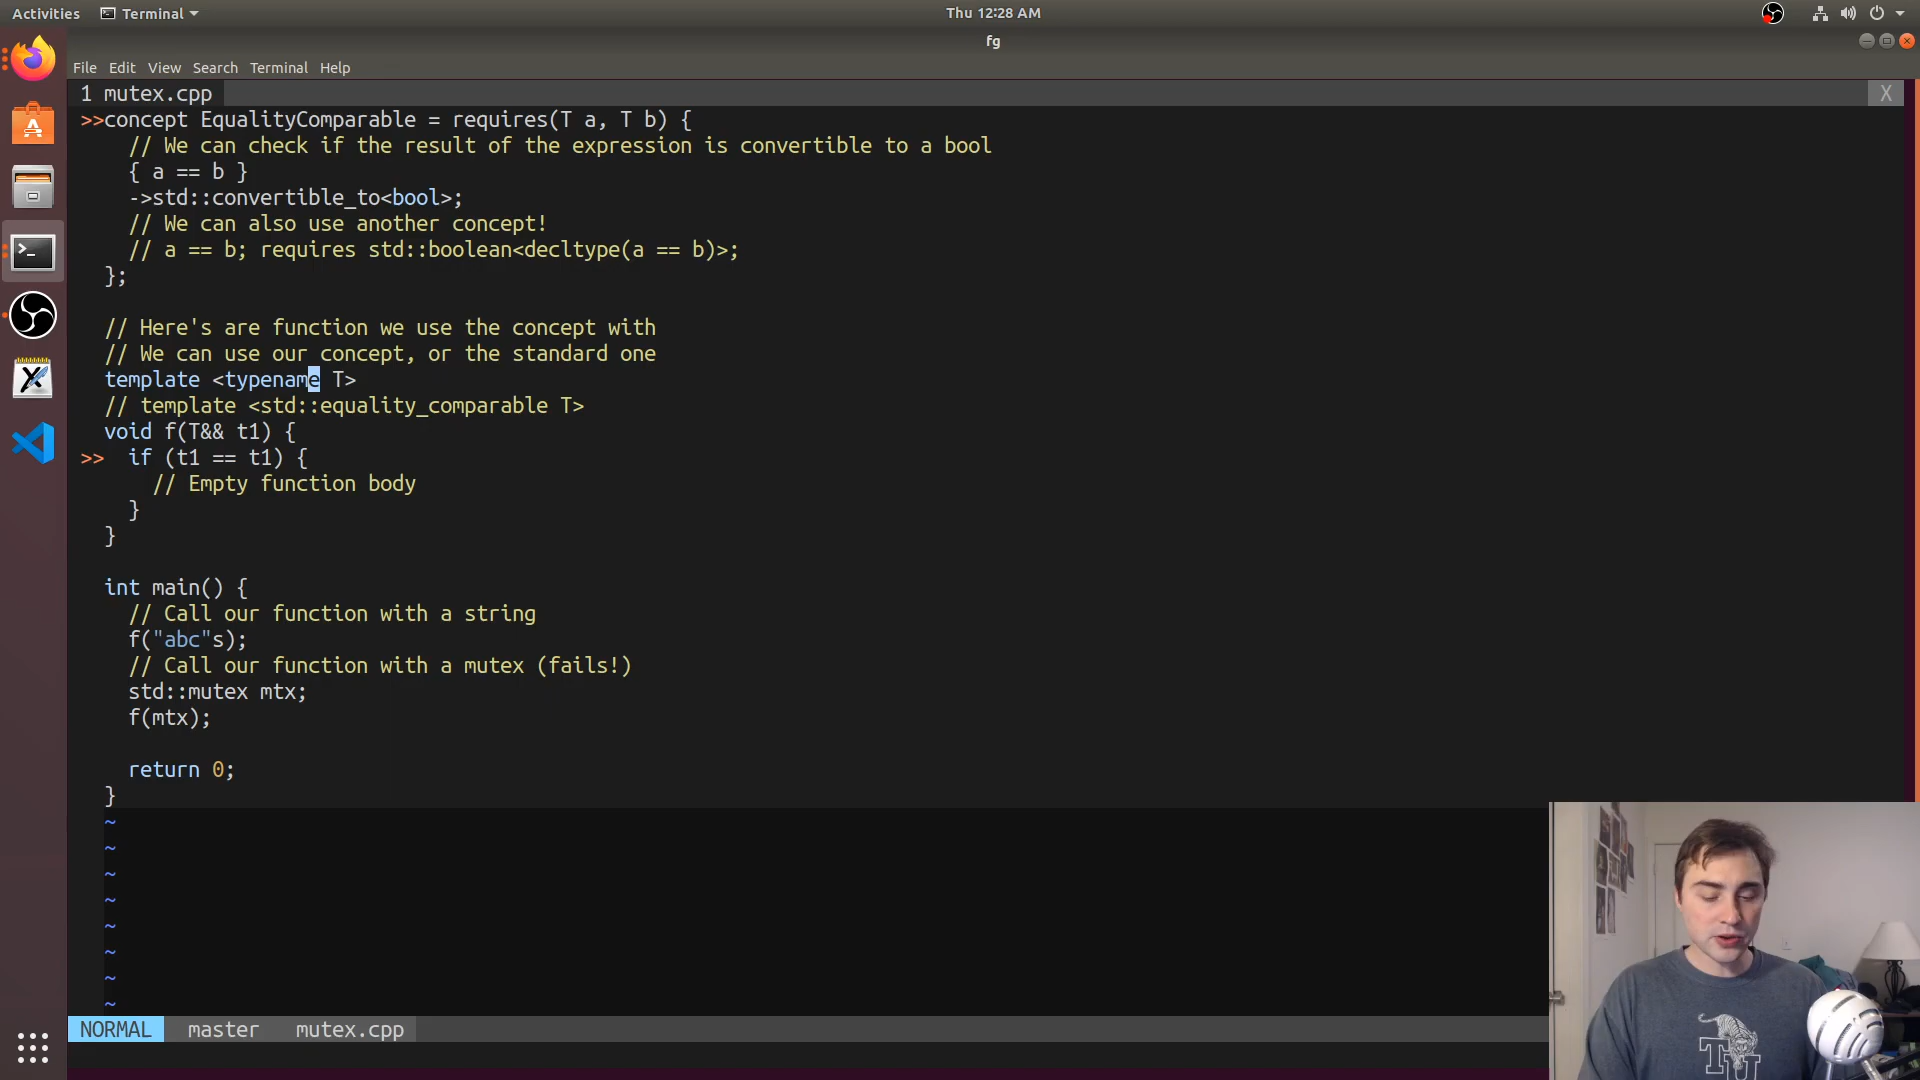 Activities Terminal Thu 12:28 AM
fg
File Edit View Search Terminal Help
1 mutex.cpp X
>>concept EqualityComparable = requires(T a, T b) {
// We can check if the result of the expression is convertible to a bool
{ a == b }
->std::convertible_to<bool>;
// We can also use another concept!
// a == b; requires std::boolean<decltype(a == b)>;
};
// Here's are function we use the concept with
// We can use our concept, or the standard one
template <typename T>
// template <std::equality_comparable T>
void f(T&& t1) {
>> if (t1 == t1) {
// Empty function body
}
}
int main() {
// Call our function with a string
f("abc"s);
// Call our function with a mutex (fails!)
std::mutex mtx;
f(mtx);
return 0;
}
~
~
~
~
~
~
~
~
NORMAL master mutex.cpp
TU